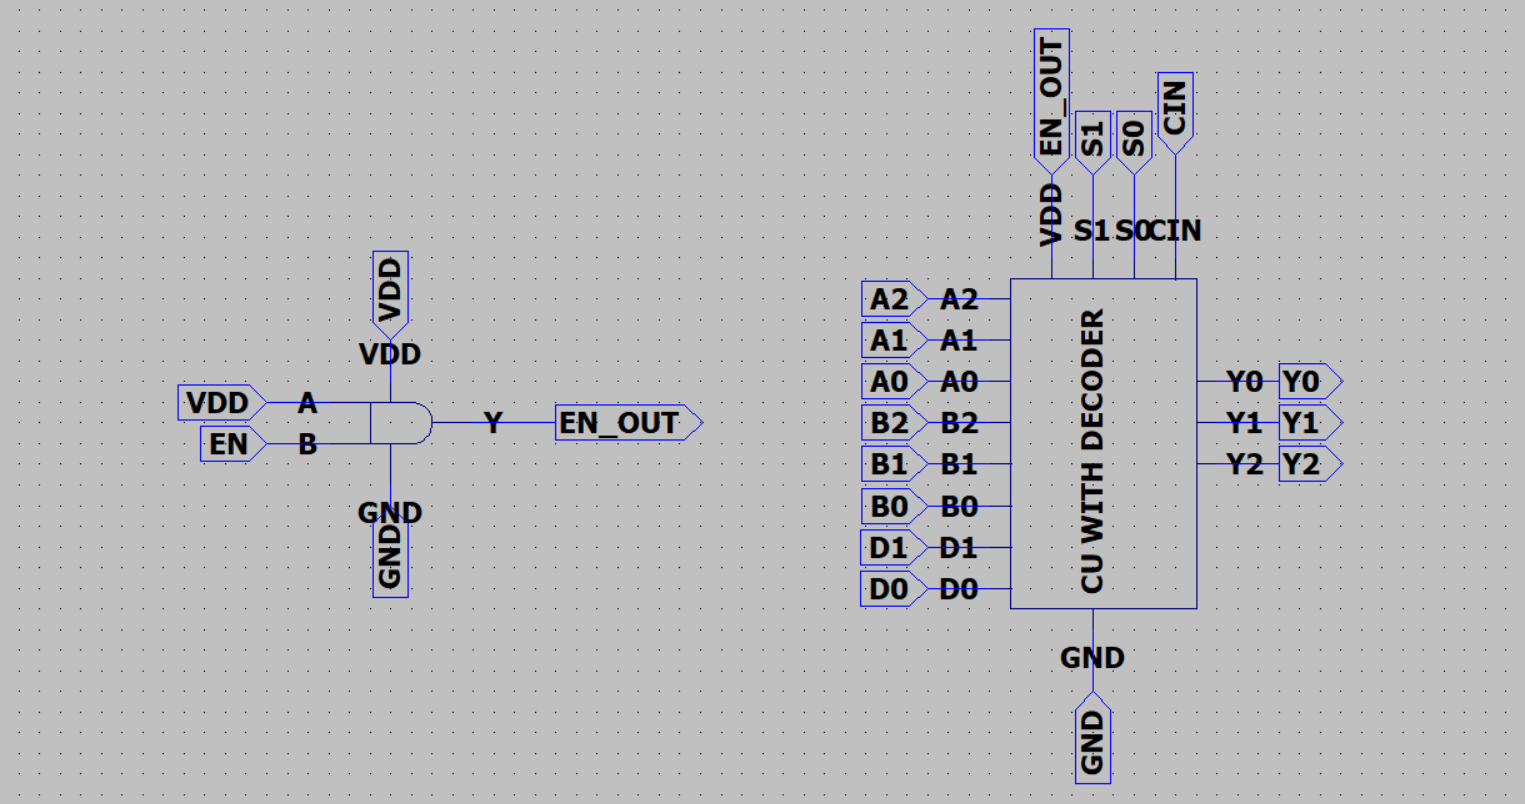 VDD
VDD
VDD A
EN B
Y EN_OUT
GND
GND
EN_OUT S1 S0 CIN
VDD S1 S0 CIN
A2 A2
A1 A1
A0 A0
B2 B2
B1 B1
B0 B0
D1 D1
D0 D0
CU WITH DECODER
Y0 Y0
Y1 Y1
Y2 Y2
GND
GND